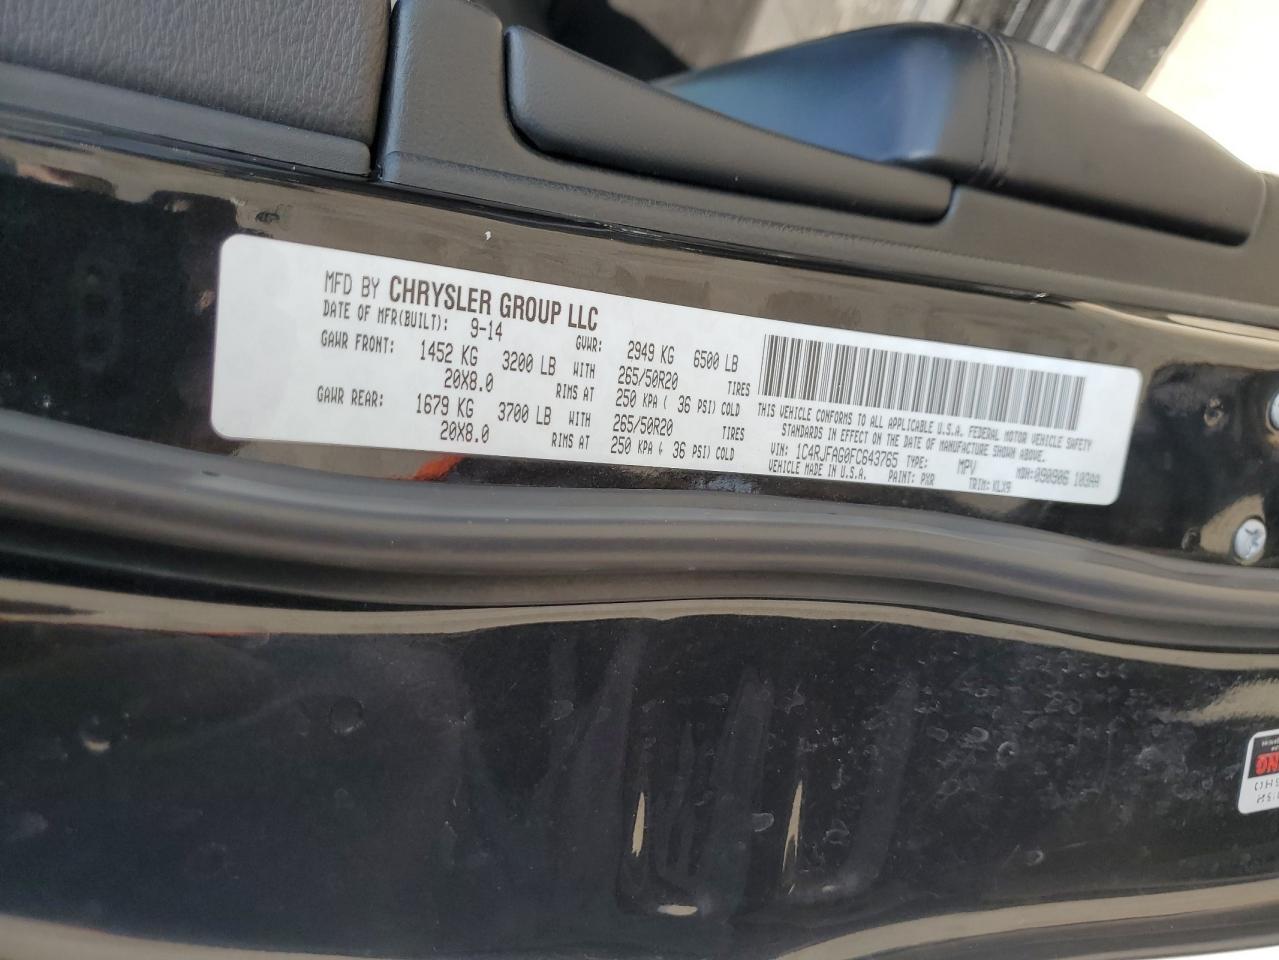 MFD BY CHRYSLER GROUP LLC
DATE OF MFR(BUILT): 9-14 GVWR: 2949 KG 6500 LB
GAWR FRONT: 1452 KG 3200 LB WITH 265/50R20 TIRES
20X8.0 RIMS AT 250 KPA ( 36 PSI) COLD
GAWR REAR: 1679 KG 3700 LB WITH 265/50R20 TIRES
20X8.0 RIMS AT 250 KPA ( 36 PSI) COLD
THIS VEHICLE CONFORMS TO ALL APPLICABLE U.S.A. FEDERAL MOTOR VEHICLE SAFETY
STANDARDS IN EFFECT ON THE DATE OF MANUFACTURE SHOWN ABOVE.
VIN: 1C4RJFAG0FC643765 TYPE: MPV MDH: 090906 103AA
VEHICLE MADE IN U.S.A. PAINT: PXR TRIM: KLX9